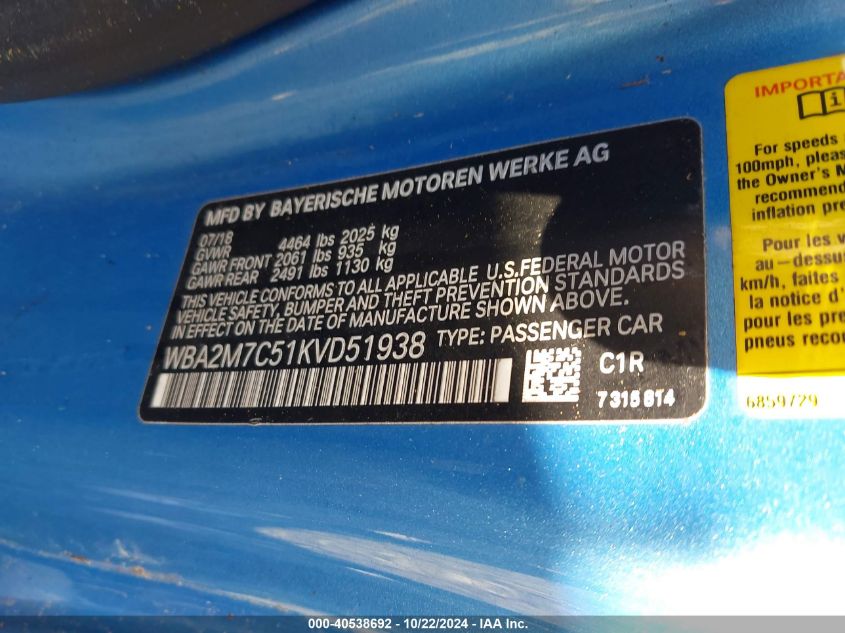 MFD BY BAYERISCHE MOTOREN WERKE AG
07/18
GVWR 4464 lbs 2025 kg
GAWR FRONT 2061 lbs 935 kg
GAWR REAR 2491 lbs 1130 kg
THIS VEHICLE CONFORMS TO ALL APPLICABLE U.S.FEDERAL MOTOR
VEHICLE SAFETY, BUMPER AND THEFT PREVENTION STANDARDS
IN EFFECT ON THE DATE OF MANUFACTURE SHOWN ABOVE.
WBA2M7C51KVD51938 TYPE: PASSENGER CAR
C1R
7315814
IMPORTA
i
For speeds
100mph, pleas
the Owner's M
recommend
inflation pre
Pour les v
au-dessus
km/h, faites
la notice d'
pour les pre
pneus reco
6859729
000-40538692 - 10/22/2024 - IAA Inc.